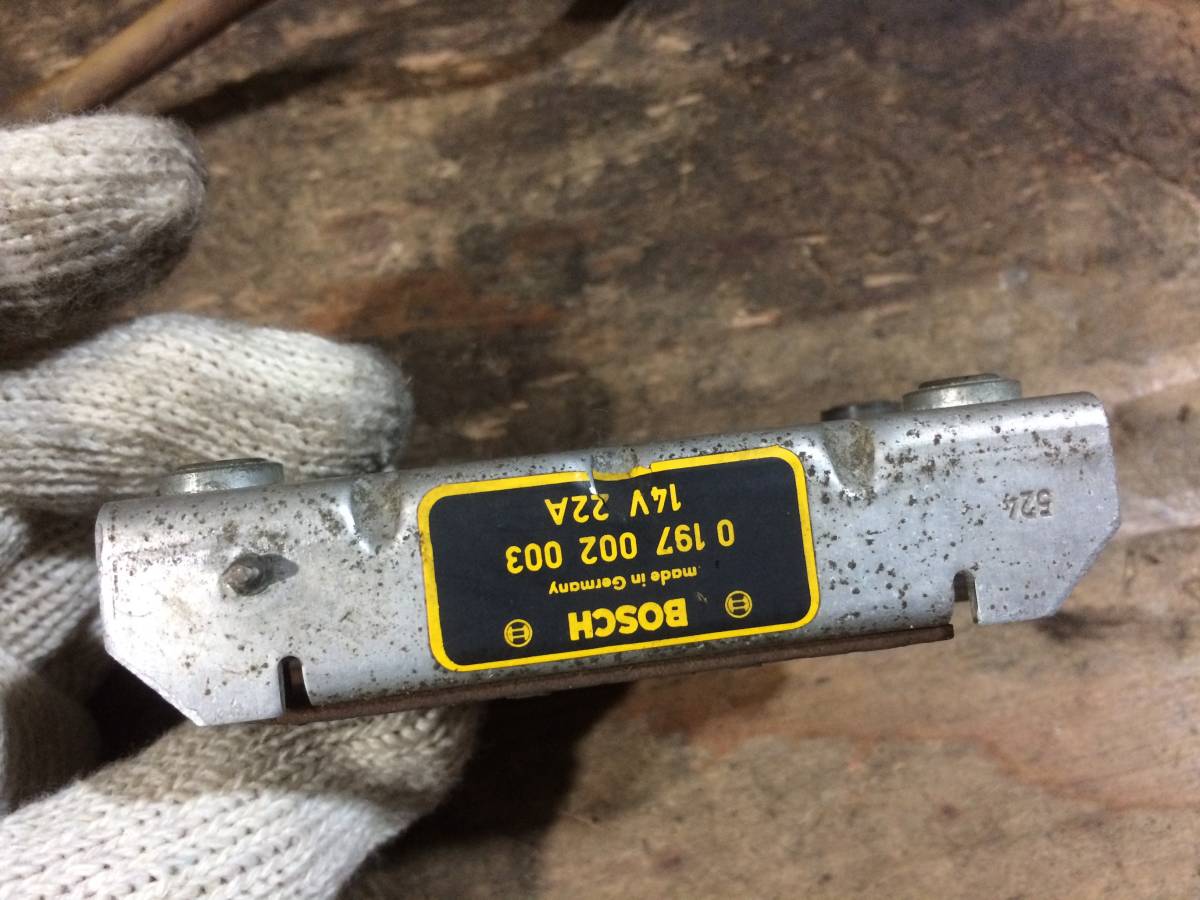 BOSCH
made in Germany
0 197 002 003
14V 22A
524